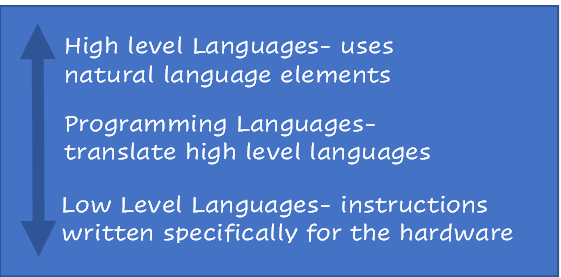 High level Languages- uses
natural language elements
Programming Languages-
translate high level languages
Low Level Languages- instructions
written specifically for the hardware